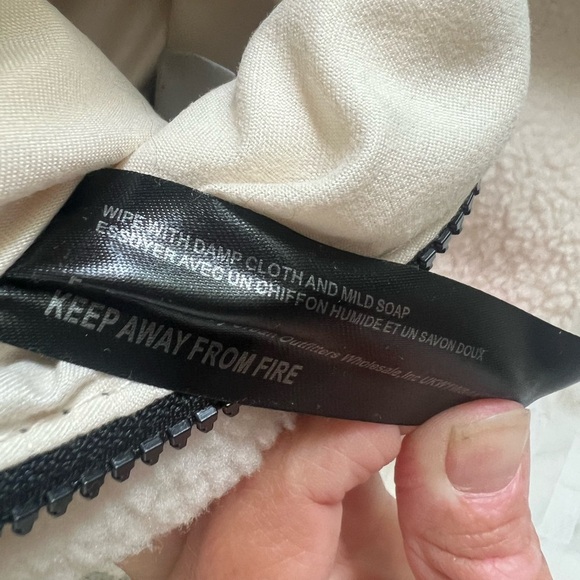 WIPE WITH DAMP CLOTH AND MILD SOAP
ESSUYER AVEC UN CHIFFON HUMIDE ET UN SAVON DOUX
Outfitters Wholesale, Inc
KEEP AWAY FROM FIRE